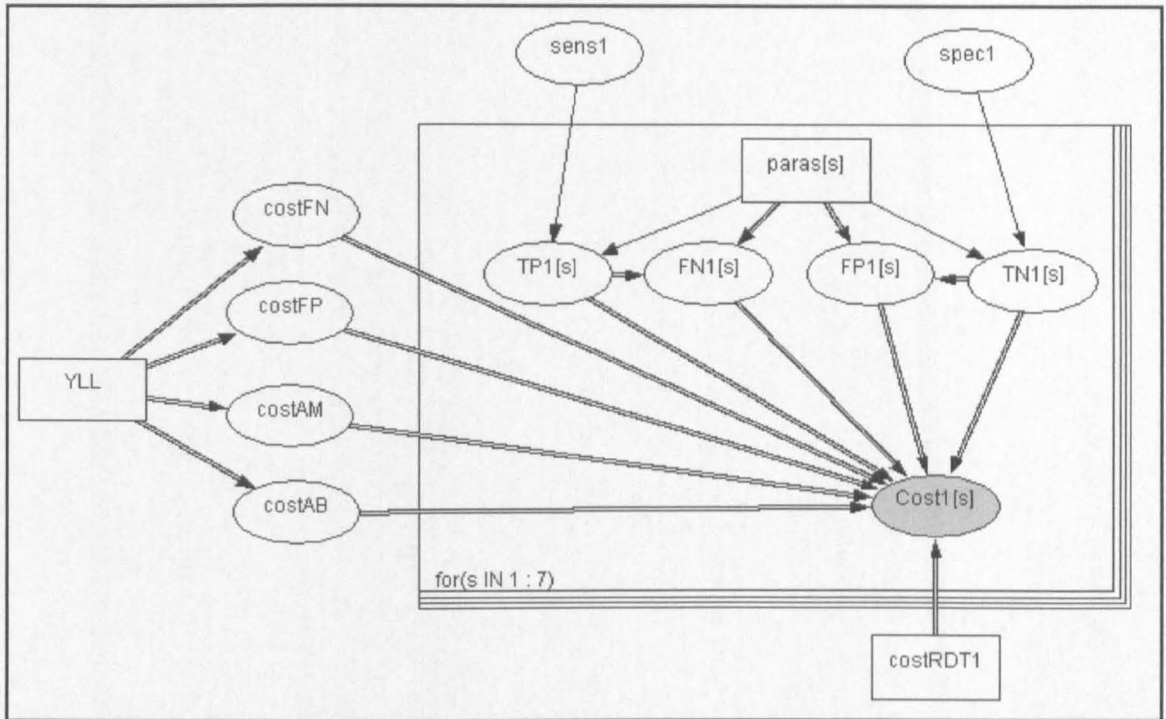 sens1
spec1
paras[s]
costFN
TP1[s]
FN1[s]
FP1[s]
TN1[s]
costFP
YLL
costAM
costAB
Cost1[s]
for(s IN 1 : 7)
costRDT1